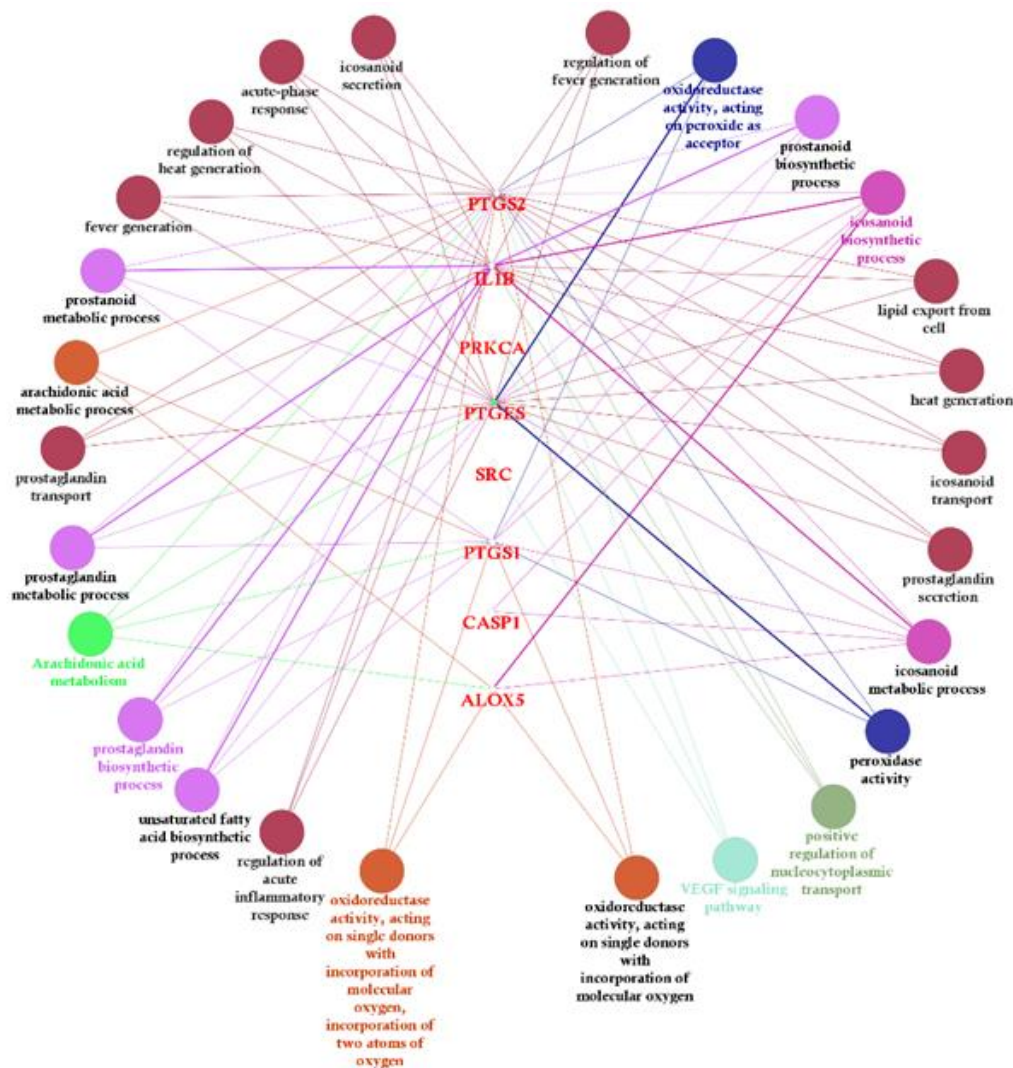 icosanoid
secretion
regulation of
fever generation
acute-phase
response
oxidoreductase
activity, acting
on peroxide as
acceptor
prostanoid
biosynthetic
process
regulation of
heat generation
fever generation
PTGS2
icosanoid
biosynthetic
process
prostanoid
metabolic process
IL1B
lipid export from
cell
PRKCA
arachidonic acid
metabolic process
heat generation
PTGES
prostaglandin
transport
SRC
icosanoid
transport
prostaglandin
metabolic process
PTGS1
prostaglandin
secretion
CASP1
Arachidonic acid
metabolism
icosanoid
metabolic process
ALOX5
prostaglandin
biosynthetic
process
peroxidase
activity
unsaturated fatty
acid biosynthetic
process
positive
regulation of
nucleocytoplasmic
transport
regulation of
acute
inflammatory
response
VEGF signaling
pathway
oxidoreductase
activity, acting
on single donors
with
incorporation of
molecular
oxygen,
incorporation of
two atoms of
oxygen
oxidoreductase
activity, acting
on single donors
with
incorporation of
molecular oxygen